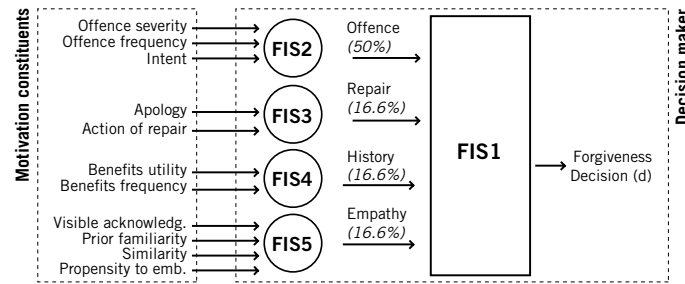 Motivation constituents
Offence severity
Offence frequency
Intent
Apology
Action of repair
Benefits utility
Benefits frequency
Visible acknowledg.
Prior familiarity
Similarity
Propensity to emb.
FIS2
FIS3
FIS4
FIS5
Offence
(50%)
Repair
(16.6%)
History
(16.6%)
Empathy
(16.6%)
FIS1
Forgiveness
Decision (d)
Decision maker